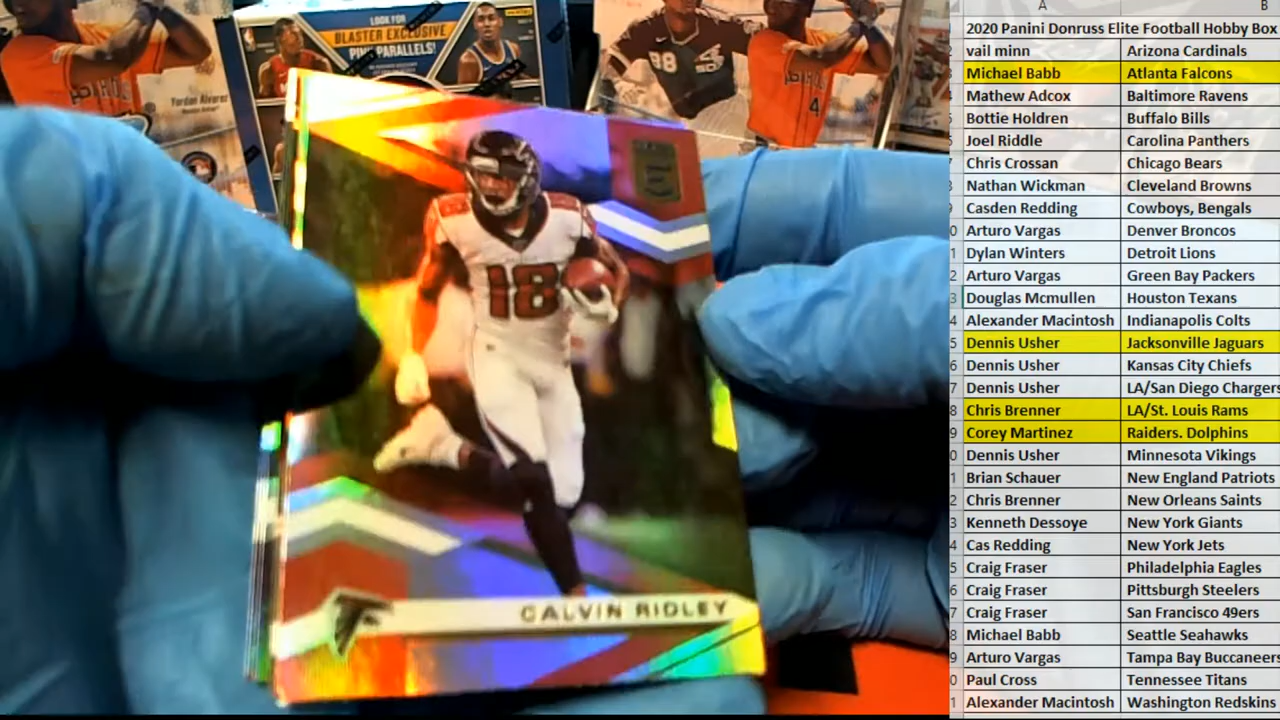 LOOK FOR
BLASTER EXCLUSIVE
PINK PARALLELS!
Yordan Alvarez
98
4
18
CALVIN RIDLEY
A B
2020 Panini Donruss Elite Football Hobby Box
vail minn Arizona Cardinals
Michael Babb Atlanta Falcons
Mathew Adcox Baltimore Ravens
Bottie Holdren Buffalo Bills
Joel Riddle Carolina Panthers
Chris Crossan Chicago Bears
Nathan Wickman Cleveland Browns
Casden Redding Cowboys, Bengals
Arturo Vargas Denver Broncos
Dylan Winters Detroit Lions
Arturo Vargas Green Bay Packers
Douglas Mcmullen Houston Texans
Alexander Macintosh Indianapolis Colts
Dennis Usher Jacksonville Jaguars
Dennis Usher Kansas City Chiefs
Dennis Usher LA/San Diego Chargers
Chris Brenner LA/St. Louis Rams
Corey Martinez Raiders. Dolphins
Dennis Usher Minnesota Vikings
Brian Schauer New England Patriots
Chris Brenner New Orleans Saints
Kenneth Dessoye New York Giants
Cas Redding New York Jets
Craig Fraser Philadelphia Eagles
Craig Fraser Pittsburgh Steelers
Craig Fraser San Francisco 49ers
Michael Babb Seattle Seahawks
Arturo Vargas Tampa Bay Buccaneers
Paul Cross Tennessee Titans
Alexander Macintosh Washington Redskins